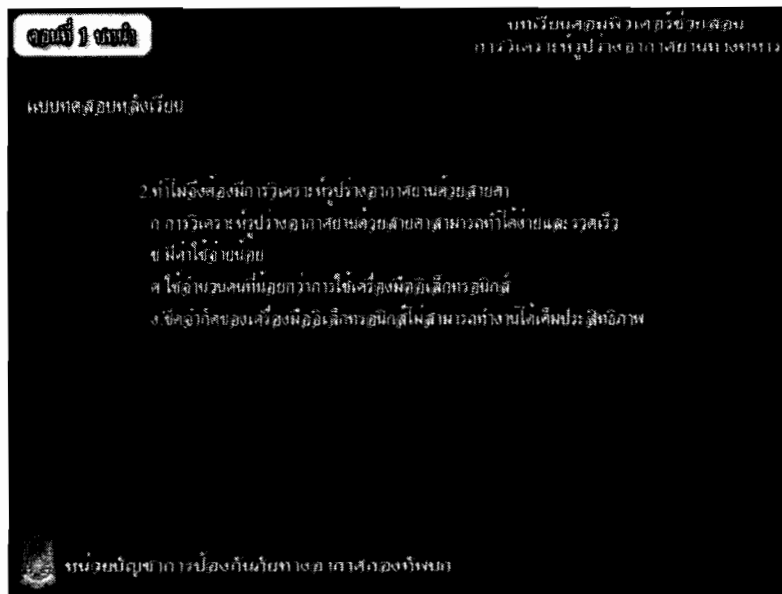 ตอนที่ 1 บทนำ
บทเรียนคอมพิวเตอร์ช่วยสอน
การวิเคราะห์รูปร่างอากาศยานทางทหาร
แบบทดสอบหลังเรียน
2.ทำไมจึงต้องมีการวิเคราะห์รูปร่างอากาศยานด้วยสายตา
ก การวิเคราะห์รูปร่างอากาศยานด้วยสายตาสามารถทำได้ง่ายและรวดเร็ว
ข มีค่าใช้จ่ายน้อย
ค ใช้จำนวนคนที่น้อยกว่าการใช้เครื่องมืออิเล็กทรอนิกส์
ง.ขีดจำกัดของเครื่องมืออิเล็กทรอนิกส์ไม่สามารถทำงานได้เต็มประสิทธิภาพ
หน่วยบัญชาการป้องกันภัยทางอากาศกองทัพบก